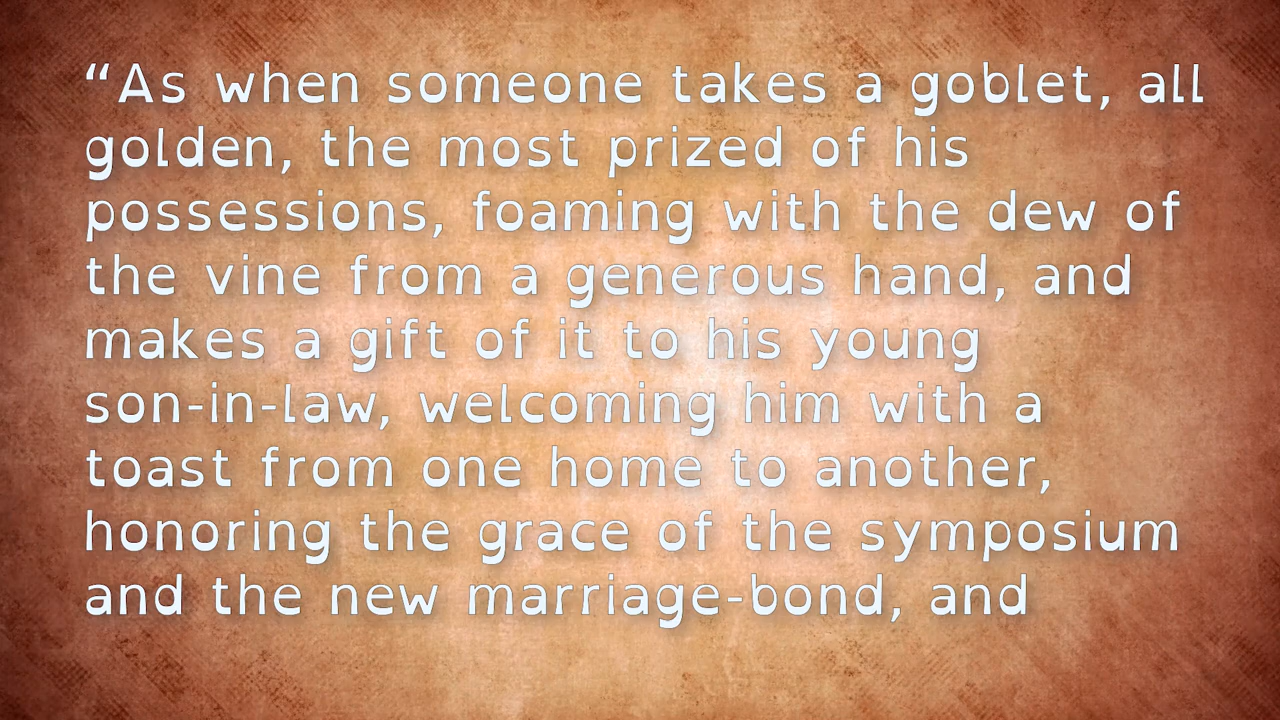 “As when someone takes a goblet, all
golden, the most prized of his
possessions, foaming with the dew of
the vine from a generous hand, and
makes a gift of it to his young
son-in-law, welcoming him with a
toast from one home to another,
honoring the grace of the symposium
and the new marriage-bond, and